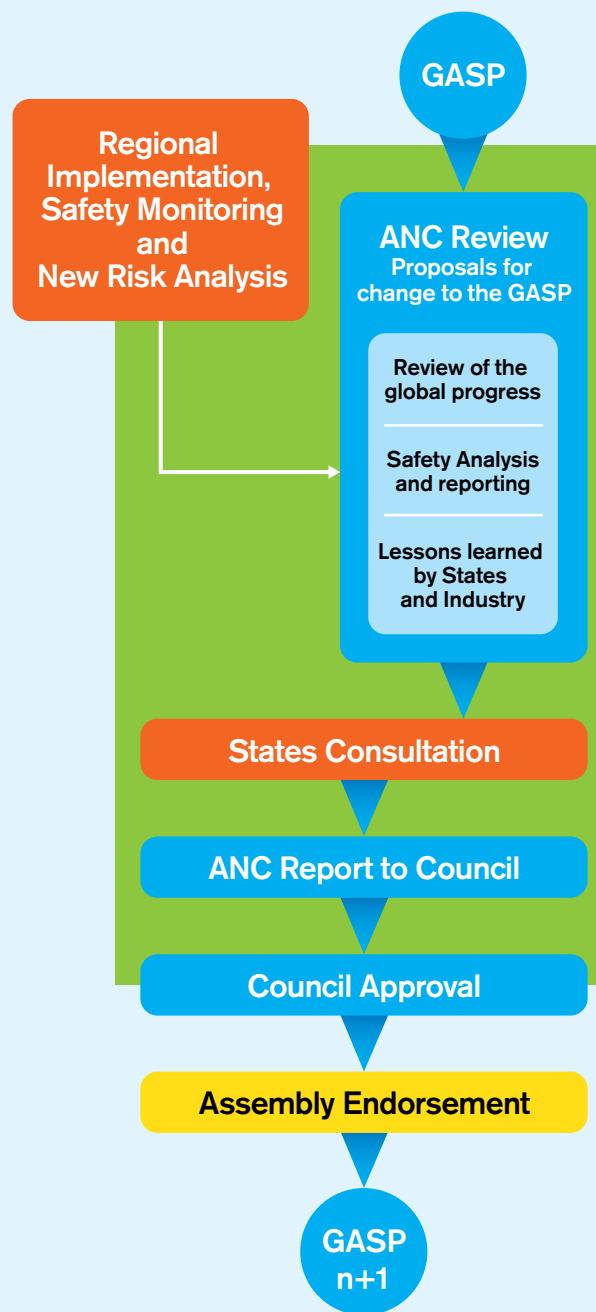 GASP
Regional
Implementation,
Safety Monitoring
and
New Risk Analysis
ANC Review
Proposals for
change to the GASP
Review of the
global progress
Safety Analysis
and reporting
Lessons learned
by States
and Industry
States Consultation
ANC Report to Council
Council Approval
Assembly Endorsement
GASP
n+1